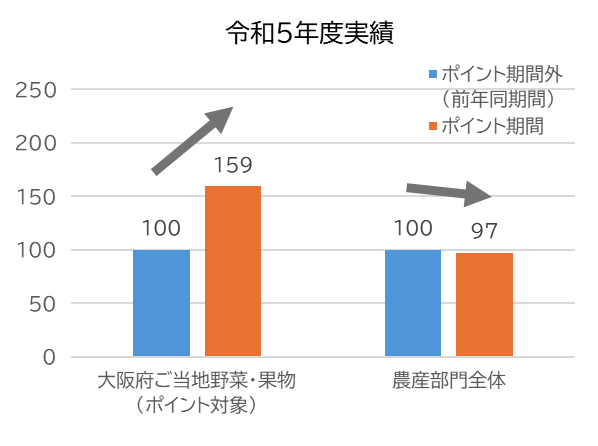 令和5年度実績
ポイント期間外
（前年同期間）
ポイント期間
250
200
150
100
50
0
100
159
100
97
大阪府ご当地野菜・果物
（ポイント対象）
農産部門全体